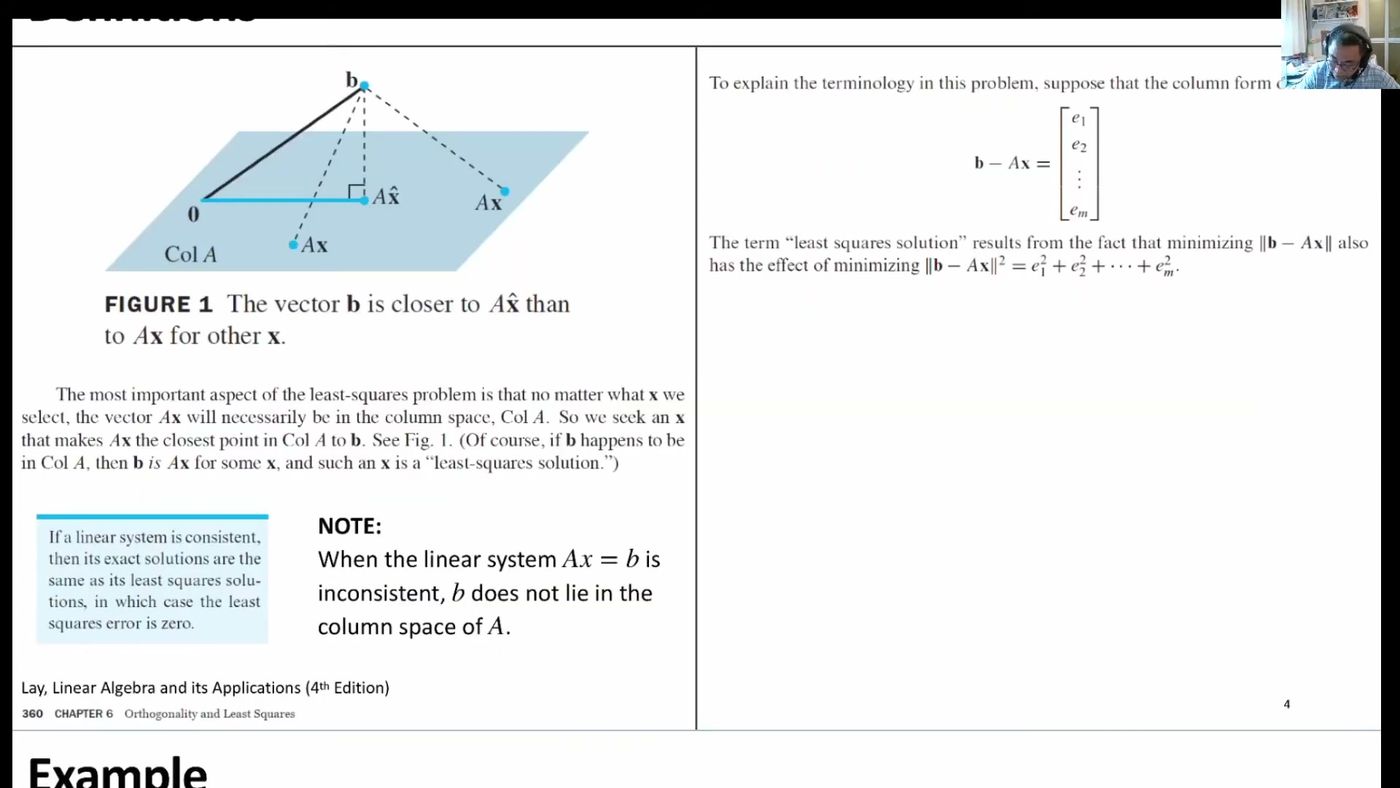 Definitions
b
0
Ax̂
Ax
Ax
Col A
FIGURE 1 The vector b is closer to Ax̂ than
to Ax for other x.
The most important aspect of the least-squares problem is that no matter what x we
select, the vector Ax will necessarily be in the column space, Col A. So we seek an x
that makes Ax the closest point in Col A to b. See Fig. 1. (Of course, if b happens to be
in Col A, then b is Ax for some x, and such an x is a “least-squares solution.”)
If a linear system is consistent,
then its exact solutions are the
same as its least squares solu-
tions, in which case the least
squares error is zero.
NOTE:
When the linear system Ax = b is
inconsistent, b does not lie in the
column space of A.
Lay, Linear Algebra and its Applications (4th Edition)
360 CHAPTER 6 Orthogonality and Least Squares
To explain the terminology in this problem, suppose that the column form
e₁
e₂
b − Ax =
⋮
eₘ
The term “least squares solution” results from the fact that minimizing ‖b − Ax‖ also
has the effect of minimizing ‖b − Ax‖² = e₁² + e₂² + ⋯ + eₘ².
4
Example